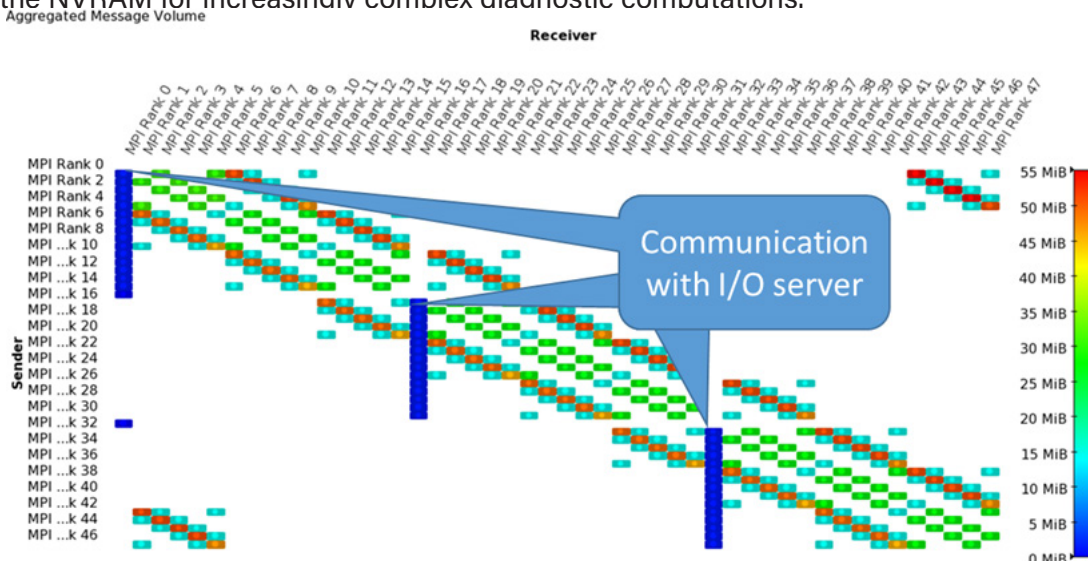 the NVRAM for increasingly complex diagnostic computations.
Aggregated Message Volume
Receiver
MPI Rank 0
MPI Rank 1
MPI Rank 2
MPI Rank 3
MPI Rank 4
MPI Rank 5
MPI Rank 6
MPI Rank 7
MPI Rank 8
MPI Rank 9
MPI Rank 10
MPI Rank 11
MPI Rank 12
MPI Rank 13
MPI Rank 14
MPI Rank 15
MPI Rank 16
MPI Rank 17
MPI Rank 18
MPI Rank 19
MPI Rank 20
MPI Rank 21
MPI Rank 22
MPI Rank 23
MPI Rank 24
MPI Rank 25
MPI Rank 26
MPI Rank 27
MPI Rank 28
MPI Rank 29
MPI Rank 30
MPI Rank 31
MPI Rank 32
MPI Rank 33
MPI Rank 34
MPI Rank 35
MPI Rank 36
MPI Rank 37
MPI Rank 38
MPI Rank 39
MPI Rank 40
MPI Rank 41
MPI Rank 42
MPI Rank 43
MPI Rank 44
MPI Rank 45
MPI Rank 46
MPI Rank 47
Sender
MPI Rank 0
MPI Rank 2
MPI Rank 4
MPI Rank 6
MPI Rank 8
MPI ...k 10
MPI ...k 12
MPI ...k 14
MPI ...k 16
MPI ...k 18
MPI ...k 20
MPI ...k 22
MPI ...k 24
MPI ...k 26
MPI ...k 28
MPI ...k 30
MPI ...k 32
MPI ...k 34
MPI ...k 36
MPI ...k 38
MPI ...k 40
MPI ...k 42
MPI ...k 44
MPI ...k 46
Communication
with I/O server
55 MiB
50 MiB
45 MiB
40 MiB
35 MiB
30 MiB
25 MiB
20 MiB
15 MiB
10 MiB
5 MiB
0 MiB